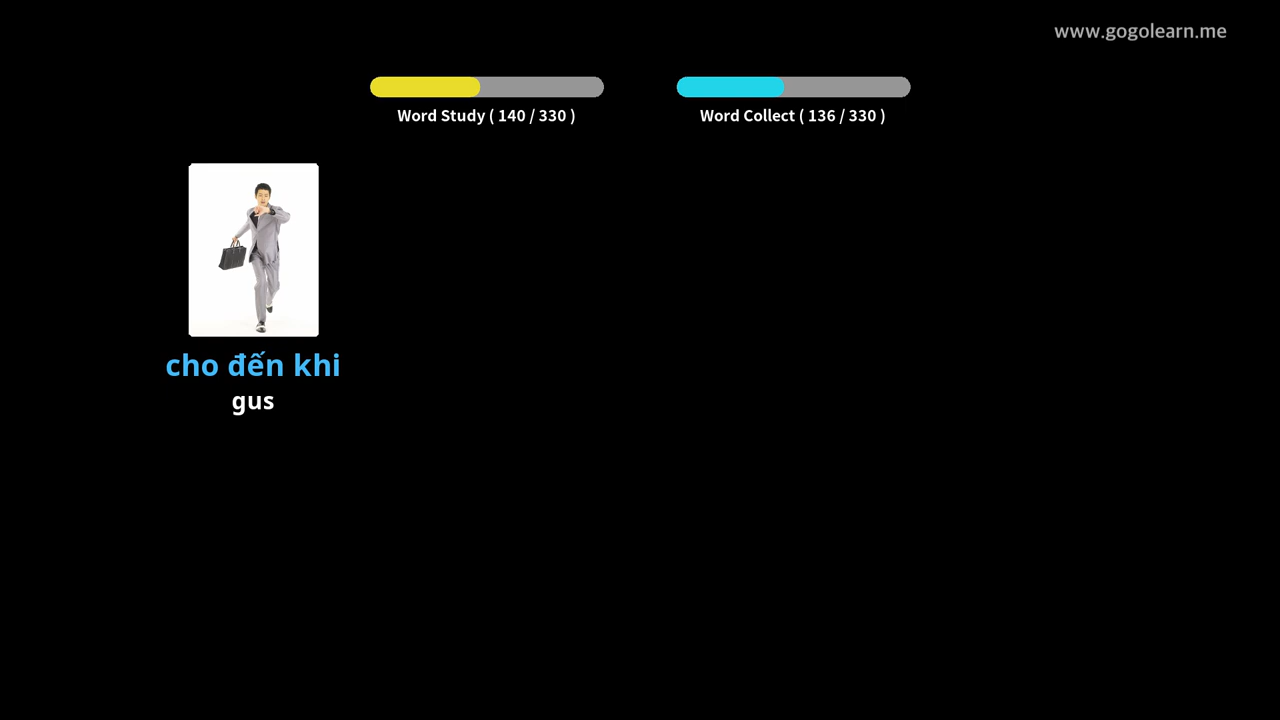 www.gogolearn.me
Word Study ( 140 / 330 )
Word Collect ( 136 / 330 )
cho đến khi
gus